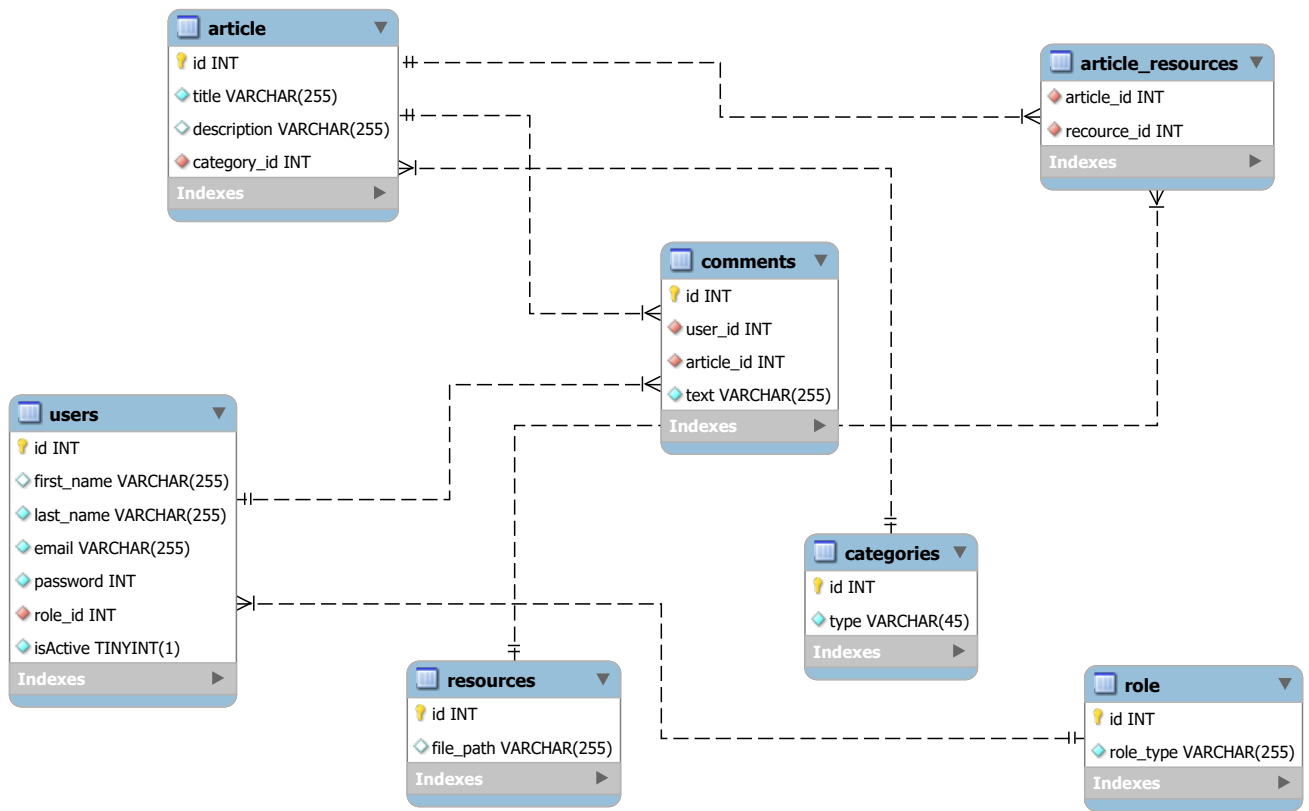 article
id INT
title VARCHAR(255)
description VARCHAR(255)
category_id INT
Indexes
article_resources
article_id INT
recource_id INT
Indexes
comments
id INT
user_id INT
article_id INT
text VARCHAR(255)
Indexes
users
id INT
first_name VARCHAR(255)
last_name VARCHAR(255)
email VARCHAR(255)
password INT
role_id INT
isActive TINYINT(1)
Indexes
categories
id INT
type VARCHAR(45)
Indexes
resources
id INT
file_path VARCHAR(255)
Indexes
role
id INT
role_type VARCHAR(255)
Indexes